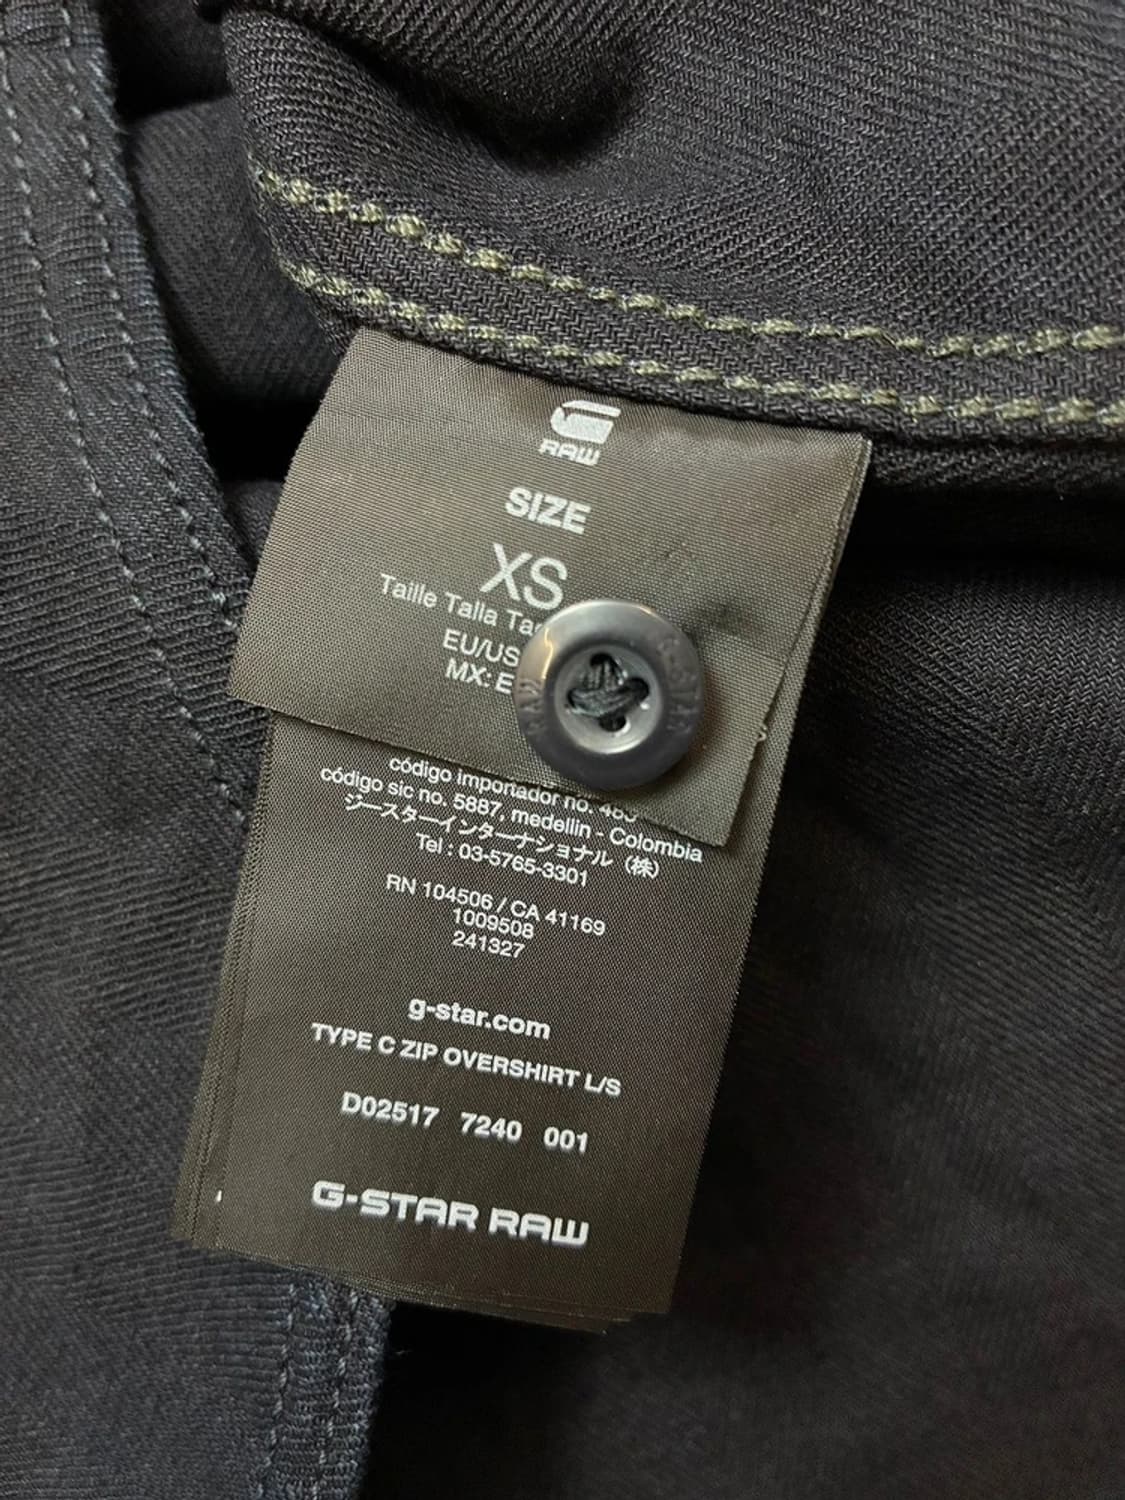 RAW
SIZE
XS
Taille Talla
EU/US
MX:
código importador no.
código sic no. 5887, medellin - Colombia
ジースターインターナショナル（株）
Tel : 03-5765-3301
RN 104506 / CA 41169
1009508
241327
g-star.com
TYPE C ZIP OVERSHIRT L/S
D02517 7240 001
G-STAR RAW
G-STAR
RAW